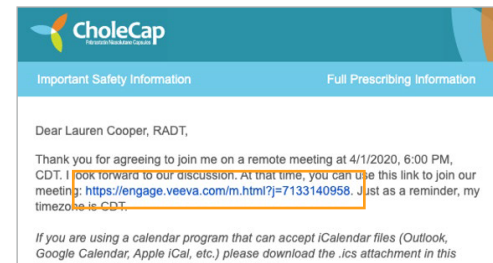 CholeCap
Important Safety Information Full Prescribing Information
Dear Lauren Cooper, RADT,
Thank you for agreeing to join me on a remote meeting at 4/1/2020, 6:00 PM,
CDT. I look forward to our discussion. At that time, you can use this link to join our
meeting: https://engage.veeva.com/m.html?j=7133140958. Just as a reminder, my
timezone is CDT.
If you are using a calendar program that can accept iCalendar files (Outlook,
Google Calendar, Apple iCal, etc.) please download the .ics attachment in this